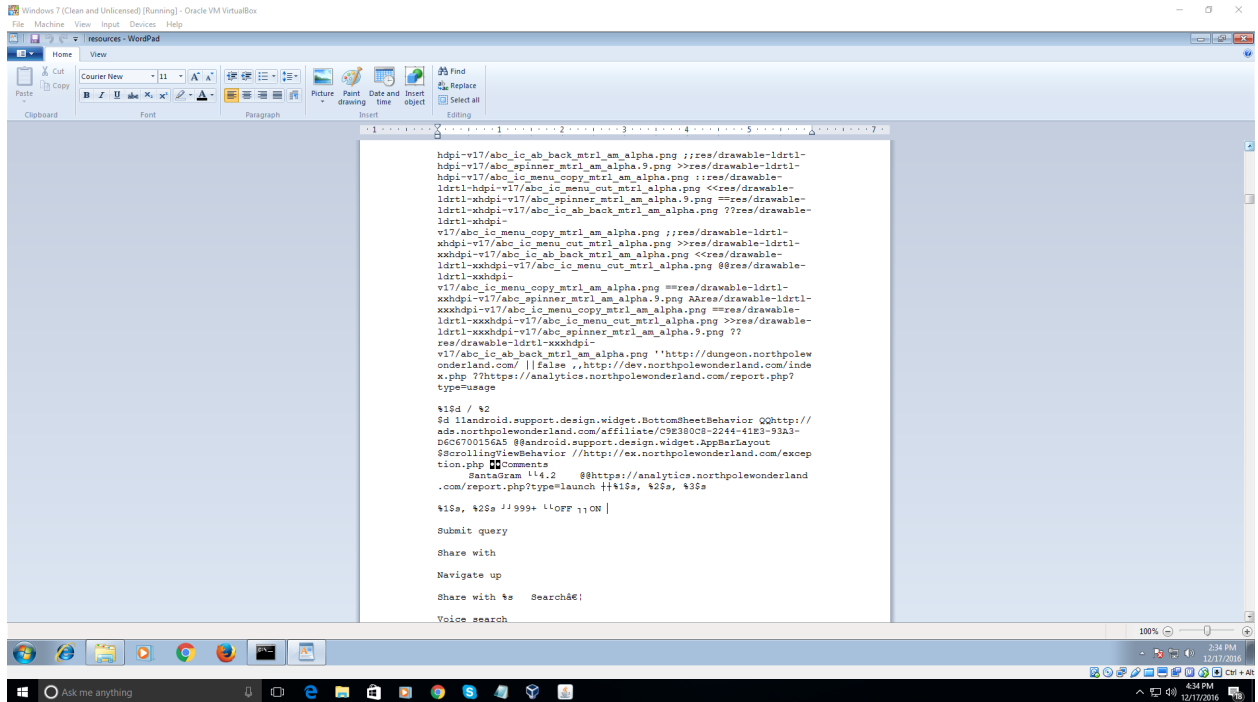 Windows 7 (Clean and Unlicensed) [Running] - Oracle VM VirtualBox
File Machine View Input Devices Help
resources - WordPad
Home View
Cut
Copy
Paste
Clipboard
Courier New 11
B I U abc X₂ X² A
Font
Paragraph
Picture
Paint drawing
Date and time
Insert object
Insert
Find
Replace
Select all
Editing
1 1 2 3 4 5 7
hdpi-v17/abc_ic_ab_back_mtrl_am_alpha.png ;;res/drawable-ldrtl-
hdpi-v17/abc_spinner_mtrl_am_alpha.9.png >>res/drawable-ldrtl-
hdpi-v17/abc_ic_menu_copy_mtrl_am_alpha.png ::res/drawable-
ldrtl-hdpi-v17/abc_ic_menu_cut_mtrl_alpha.png <<res/drawable-
ldrtl-xhdpi-v17/abc_spinner_mtrl_am_alpha.9.png ==res/drawable-
ldrtl-xhdpi-v17/abc_ic_ab_back_mtrl_am_alpha.png ??res/drawable-
ldrtl-xhdpi-
v17/abc_ic_menu_copy_mtrl_am_alpha.png ;;res/drawable-ldrtl-
xhdpi-v17/abc_ic_menu_cut_mtrl_alpha.png >>res/drawable-ldrtl-
xxhdpi-v17/abc_ic_ab_back_mtrl_am_alpha.png <<res/drawable-
ldrtl-xxhdpi-v17/abc_ic_menu_cut_mtrl_alpha.png @@res/drawable-
ldrtl-xxhdpi-
v17/abc_ic_menu_copy_mtrl_am_alpha.png ==res/drawable-ldrtl-
xxhdpi-v17/abc_spinner_mtrl_am_alpha.9.png AAres/drawable-ldrtl-
xxxhdpi-v17/abc_ic_menu_copy_mtrl_am_alpha.png ==res/drawable-
ldrtl-xxxhdpi-v17/abc_ic_menu_cut_mtrl_alpha.png >>res/drawable-
ldrtl-xxxhdpi-v17/abc_spinner_mtrl_am_alpha.9.png ??
res/drawable-ldrtl-xxxhdpi-
v17/abc_ic_ab_back_mtrl_am_alpha.png ''http://dungeon.northpolew
onderland.com/ ||false ,,http://dev.northpolewonderland.com/inde
x.php ??https://analytics.northpolewonderland.com/report.php?
type=usage
%1$d / %2
$d 11android.support.design.widget.BottomSheetBehavior QQhttp://
ads.northpolewonderland.com/affiliate/C9E380C8-2244-41E3-93A3-
D6C6700156A5 @@android.support.design.widget.AppBarLayout
$ScrollingViewBehavior //http://ex.northpolewonderland.com/excep
tion.php ◘◘Comments
SantaGram └└4.2 @@https://analytics.northpolewonderland
.com/report.php?type=launch ┼┼%1$s, %2$s, %3$s
%1$s, %2$s ┘┘999+ └└OFF ┐┐ON
Submit query
Share with
Navigate up
Share with %s Searchâ€¦
Voice search
100%
2:34 PM
12/17/2016
Ctrl + Alt
Ask me anything
4:34 PM
12/17/2016